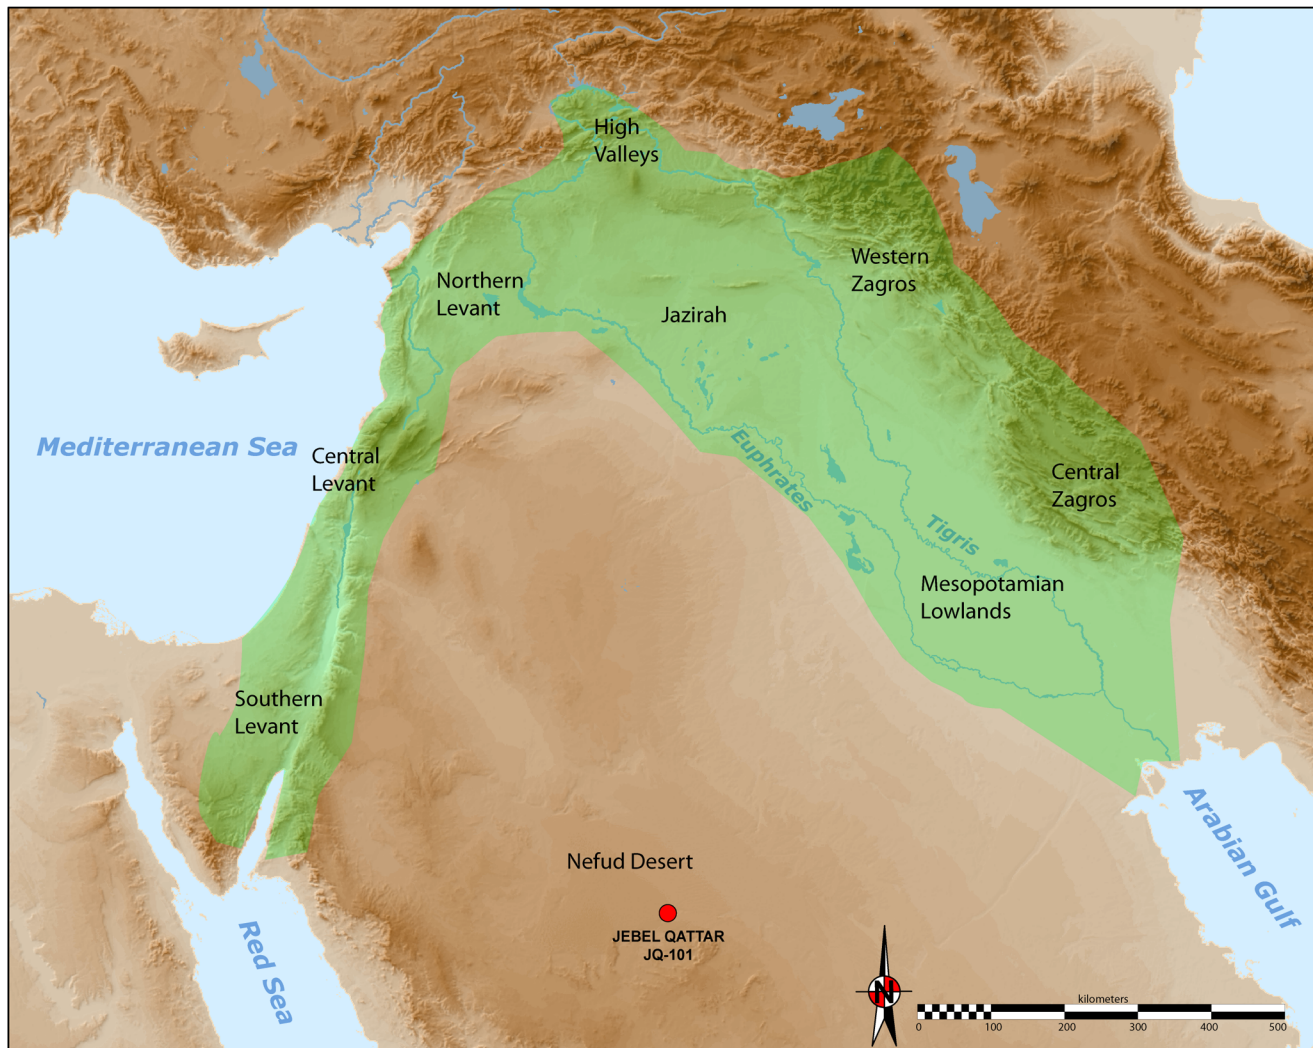 High
Valleys
Western
Zagros
Northern
Levant
Jazirah
Mediterranean Sea
Central
Levant
Euphrates
Central
Zagros
Tigris
Mesopotamian
Lowlands
Southern
Levant
Arabian Gulf
Nefud Desert
JEBEL QATTAR
JQ-101
Red Sea
N
kilometers
0 100 200 300 400 500